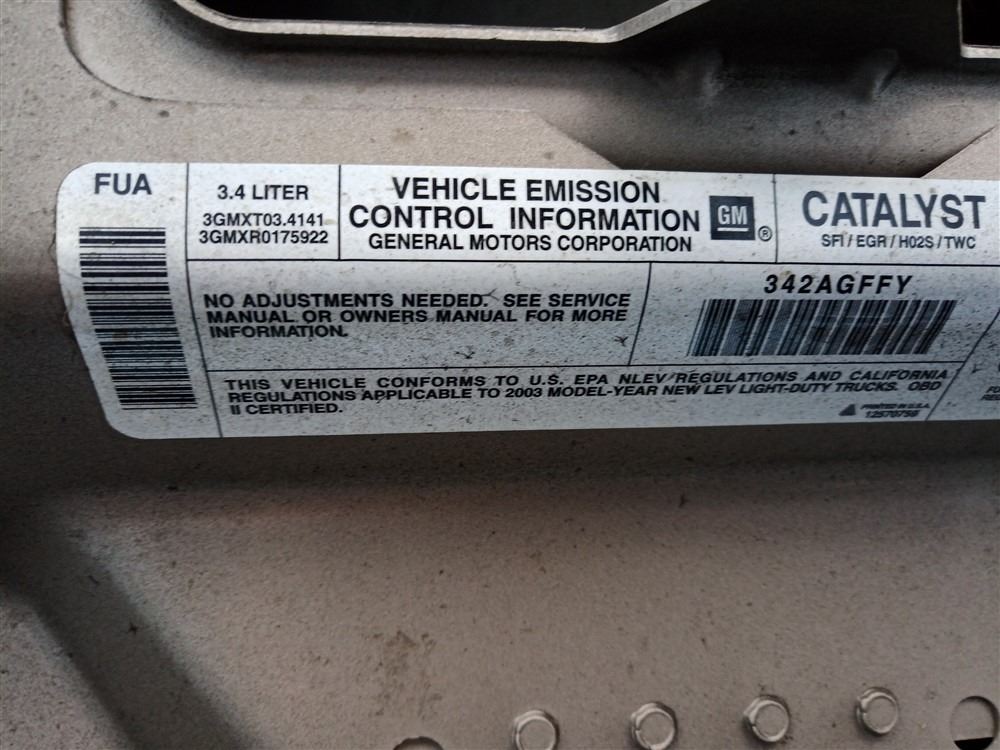 FUA
3.4 LITER
3GMXT03.4141
3GMXR0175922
VEHICLE EMISSION
CONTROL INFORMATION
GENERAL MOTORS CORPORATION
GM ®
CATALYST
SFI / EGR / H02S / TWC
NO ADJUSTMENTS NEEDED. SEE SERVICE
MANUAL OR OWNERS MANUAL FOR MORE
INFORMATION.
342AGFFY
THIS VEHICLE CONFORMS TO U.S. EPA NLEV REGULATIONS AND CALIFORNIA
REGULATIONS APPLICABLE TO 2003 MODEL-YEAR NEW LEV LIGHT-DUTY TRUCKS. OBD
II CERTIFIED.
PRINTED IN U.S.A.